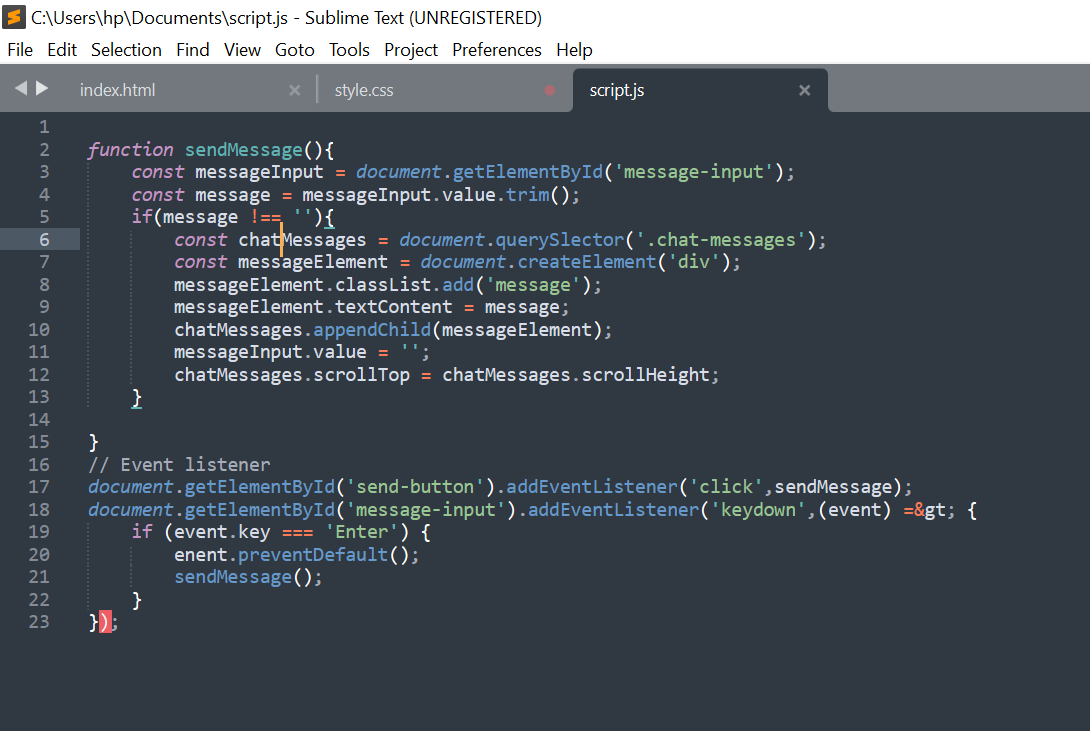 C:\Users\hp\Documents\script.js - Sublime Text (UNREGISTERED)
File Edit Selection Find View Goto Tools Project Preferences Help
index.html style.css script.js
1
2 function sendMessage(){
3 const messageInput = document.getElementById('message-input');
4 const message = messageInput.value.trim();
5 if(message !== ''){
6 const chatMessages = document.querySlector('.chat-messages');
7 const messageElement = document.createElement('div');
8 messageElement.classList.add('message');
9 messageElement.textContent = message;
10 chatMessages.appendChild(messageElement);
11 messageInput.value = '';
12 chatMessages.scrollTop = chatMessages.scrollHeight;
13 }
14
15 }
16 // Event listener
17 document.getElementById('send-button').addEventListener('click',sendMessage);
18 document.getElementById('message-input').addEventListener('keydown',(event) =&gt; {
19 if (event.key === 'Enter') {
20 enent.preventDefault();
21 sendMessage();
22 }
23 });